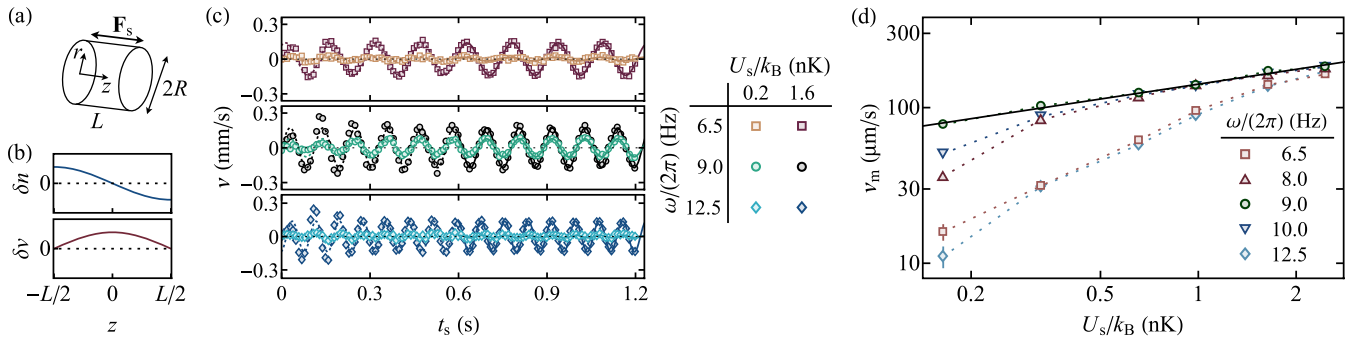 (a)
F_s
r
z
2R
L
(b)
δn
0
δv
0
−L/2 0 L/2
z
(c)
v (mm/s)
0.3
0
−0.3
0.3
0
−0.3
0.3
0
−0.3
0 0.3 0.6 0.9 1.2
t_s (s)
U_s/k_B (nK)
0.2 1.6
ω/(2π) (Hz)
6.5
9.0
12.5
(d)
v_m (μm/s)
300
100
30
10
0.2 0.5 1 2
U_s/k_B (nK)
ω/(2π) (Hz)
6.5
8.0
9.0
10.0
12.5